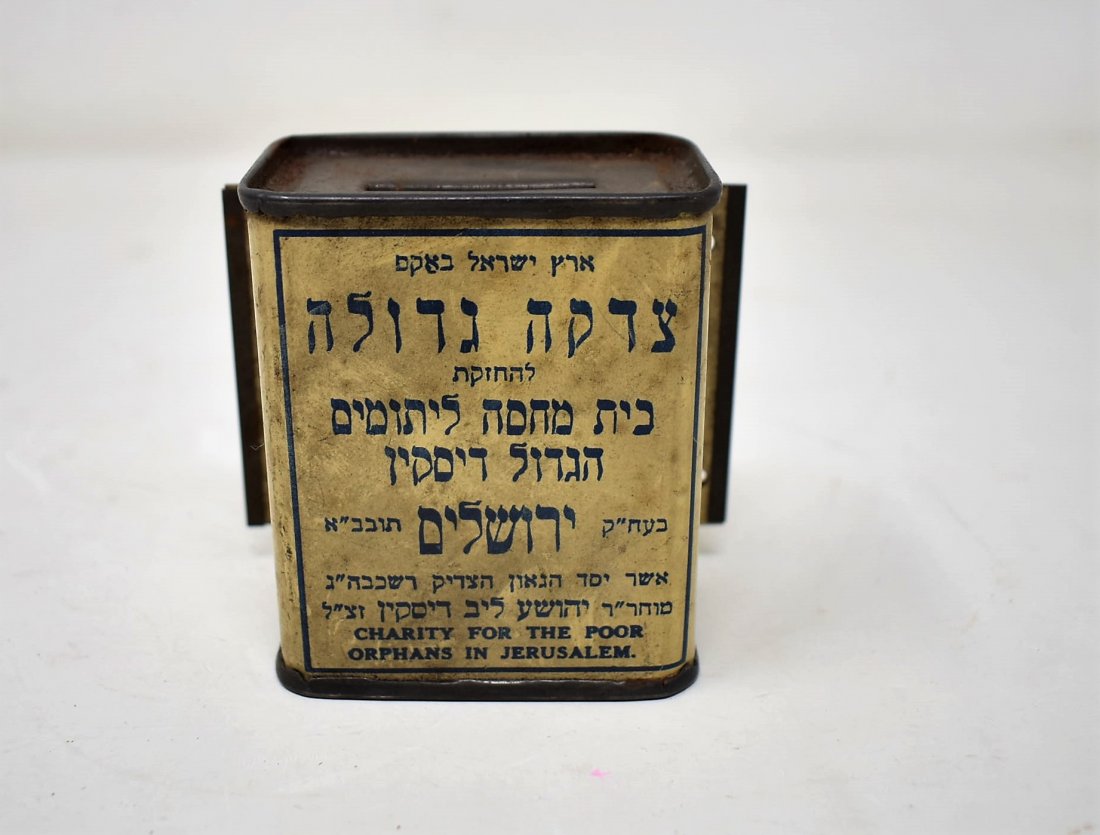 ארץ ישראל באקס
צדקה גדולה
להחזקת
בית מחסה ליתומים
הגדול דיסקין
בעה"ק ירושלים תובב"א
אשר יסד הגאון הצדיק רשכבה"ג
מוהר"ר יהושע ליב דיסקין זצ"ל
CHARITY FOR THE POOR
ORPHANS IN JERUSALEM.